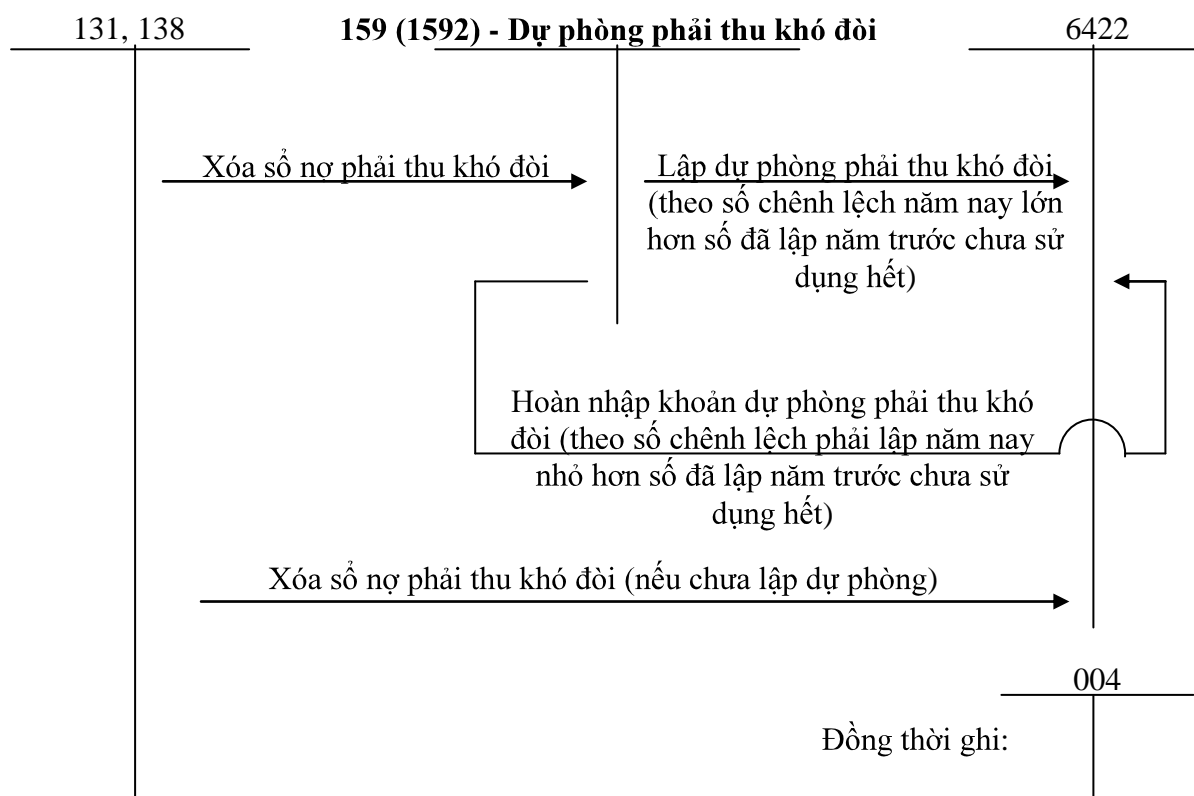 131, 138
159 (1592) - Dự phòng phải thu khó đòi
6422
Xóa sổ nợ phải thu khó đòi
Lập dự phòng phải thu khó đòi
(theo số chênh lệch năm nay lớn
hơn số đã lập năm trước chưa sử
dụng hết)
Hoàn nhập khoản dự phòng phải thu khó
đòi (theo số chênh lệch phải lập năm nay
nhỏ hơn số đã lập năm trước chưa sử
dụng hết)
Xóa sổ nợ phải thu khó đòi (nếu chưa lập dự phòng)
004
Đồng thời ghi: